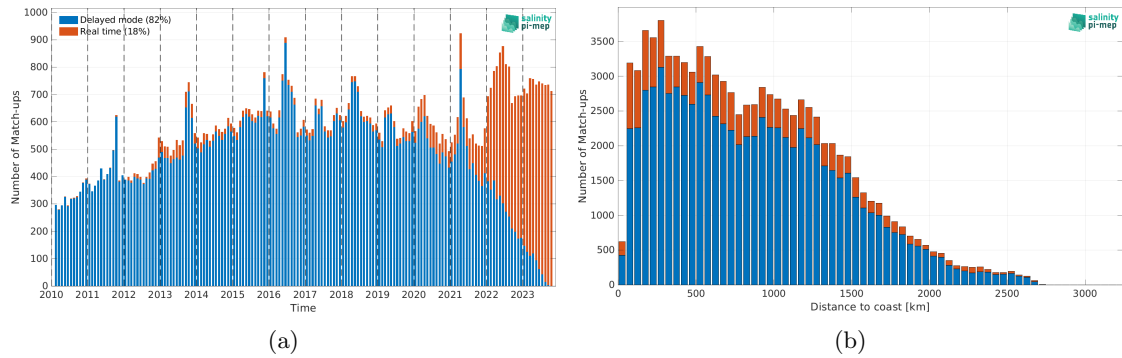 1000
900
800
700
600
500
400
300
200
100
0
Number of Match-ups
Delayed mode (82%)
Real time (18%)
salinity
pi-mep
2010 2011 2012 2013 2014 2015 2016 2017 2018 2019 2020 2021 2022 2023
Time
(a)
3500
3000
2500
2000
1500
1000
500
0
Number of Match-ups
salinity
pi-mep
0 500 1000 1500 2000 2500 3000
Distance to coast [km]
(b)